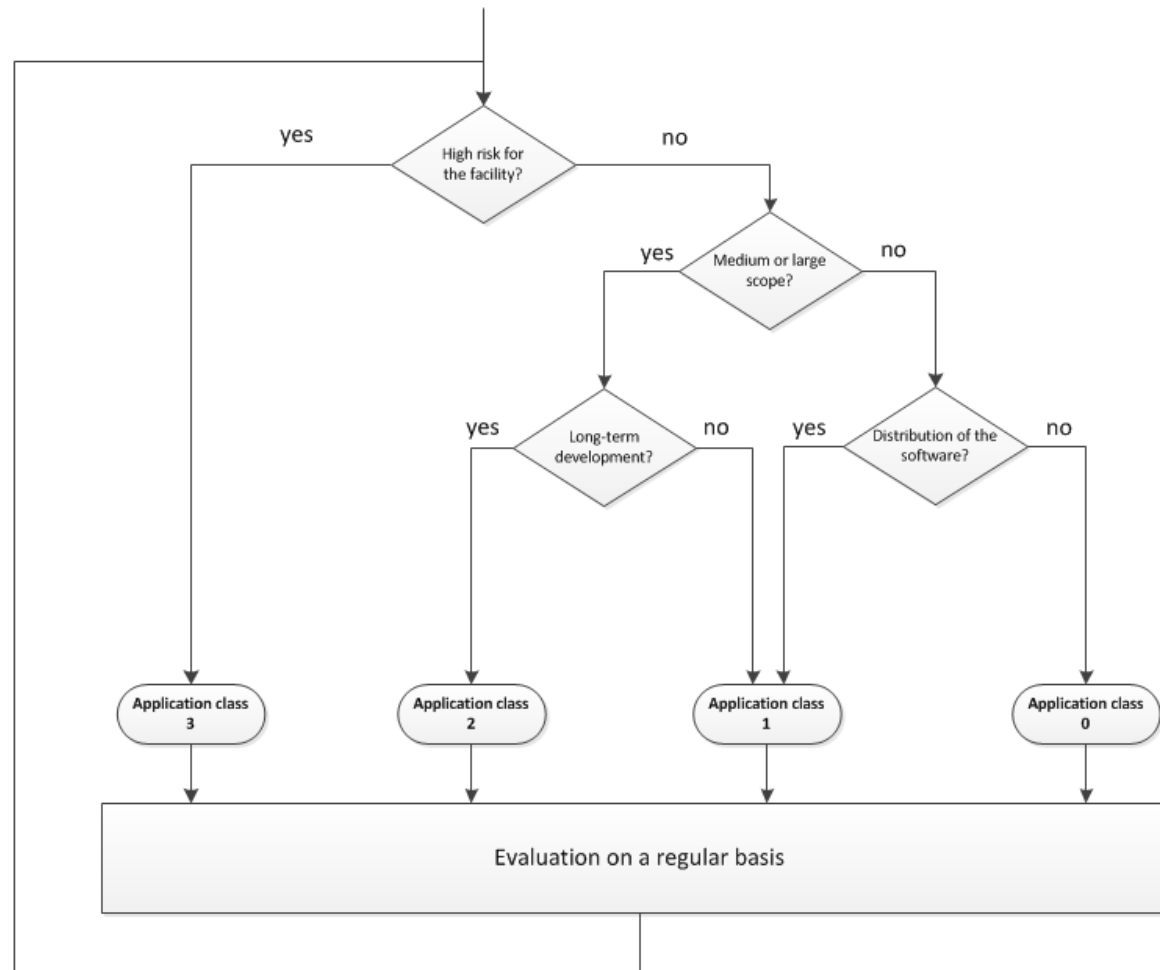 yes
no
High risk for
the facility?
yes
no
Medium or large
scope?
yes
no
yes
no
Long-term
development?
Distribution of the
software?
Application class
3
Application class
2
Application class
1
Application class
0
Evaluation on a regular basis